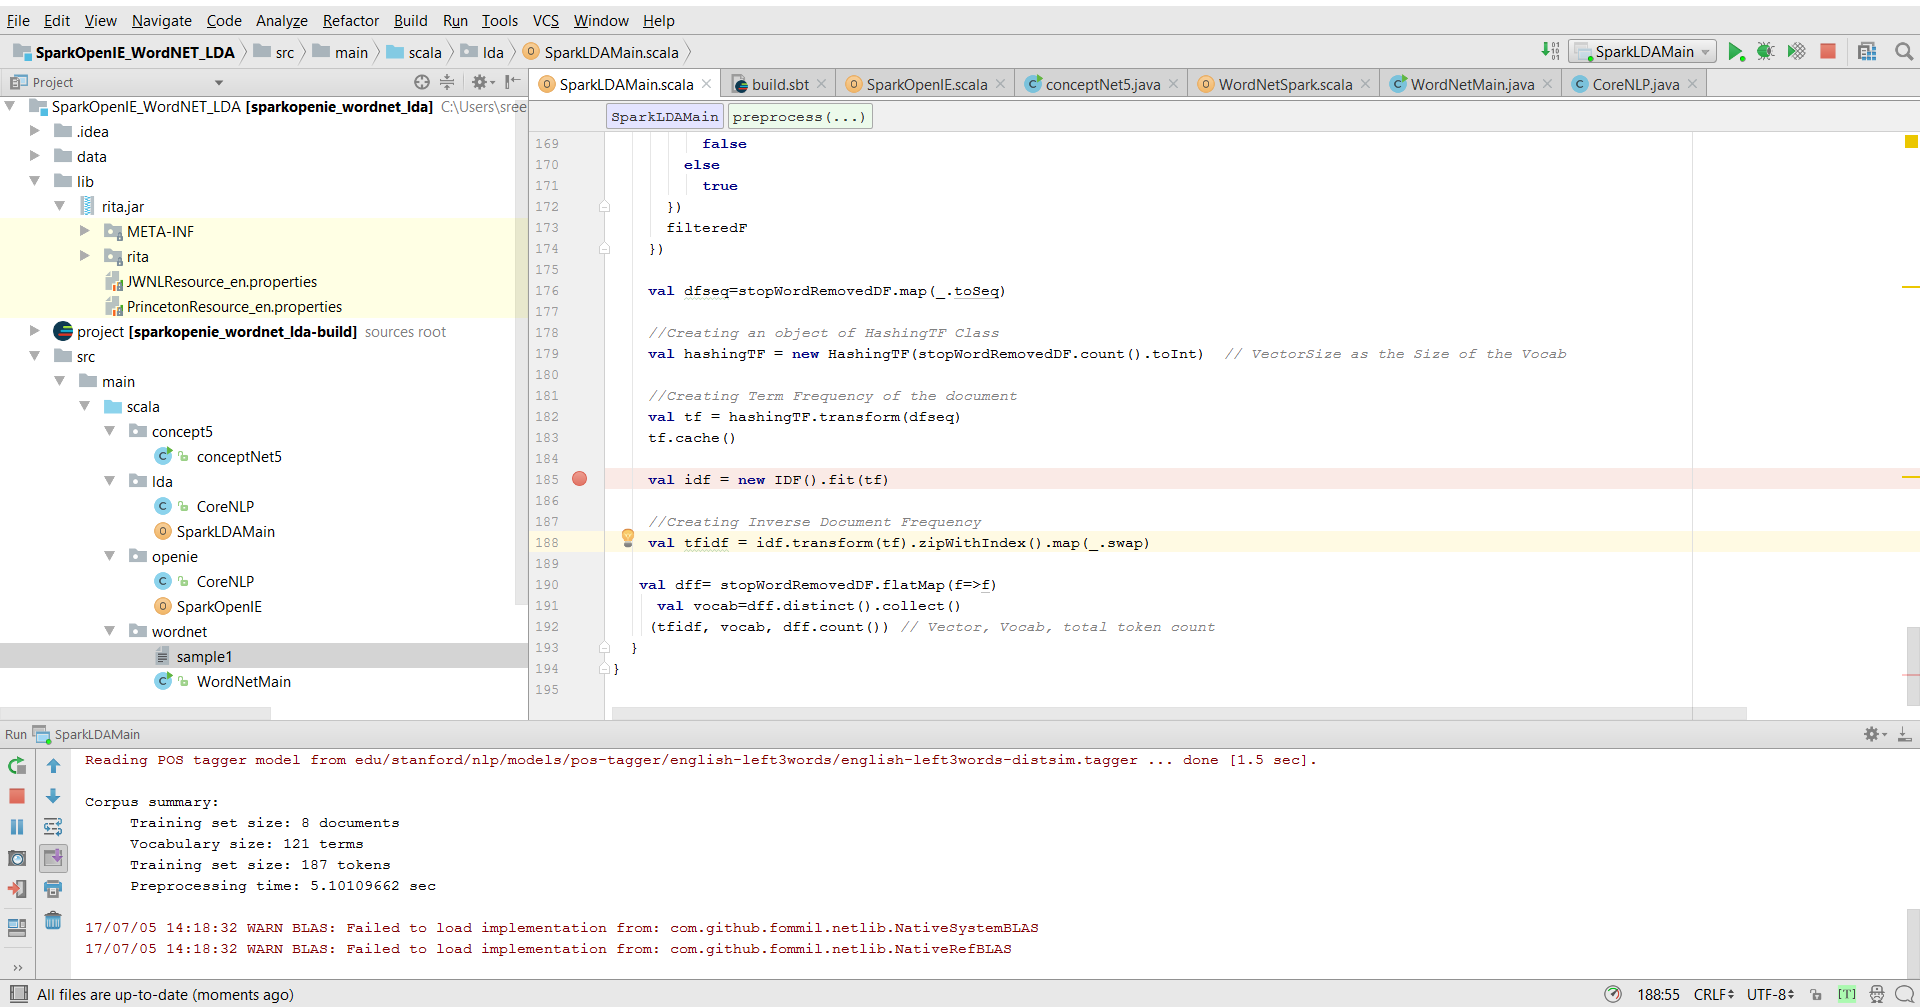 File Edit View Navigate Code Analyze Refactor Build Run Tools VCS Window Help
SparkOpenIE_WordNET_LDA src main scala lda SparkLDAMain.scala SparkLDAMain
Project
SparkLDAMain.scala build.sbt SparkOpenIE.scala conceptNet5.java WordNetSpark.scala WordNetMain.java CoreNLP.java
SparkOpenIE_WordNET_LDA [sparkopenie_wordnet_lda] C:\Users\sree
.idea
data
lib
rita.jar
META-INF
rita
JWNLResource_en.properties
PrincetonResource_en.properties
project [sparkopenie_wordnet_lda-build] sources root
src
main
scala
concept5
conceptNet5
lda
CoreNLP
SparkLDAMain
openie
CoreNLP
SparkOpenIE
wordnet
sample1
WordNetMain
SparkLDAMain preprocess(...)
169 false
170 else
171 true
172 })
173 filteredF
174 })
175
176 val dfseq=stopWordRemovedDF.map(_.toSeq)
177
178 //Creating an object of HashingTF Class
179 val hashingTF = new HashingTF(stopWordRemovedDF.count().toInt) // VectorSize as the Size of the Vocab
180
181 //Creating Term Frequency of the document
182 val tf = hashingTF.transform(dfseq)
183 tf.cache()
184
185 val idf = new IDF().fit(tf)
186
187 //Creating Inverse Document Frequency
188 val tfidf = idf.transform(tf).zipWithIndex().map(_.swap)
189
190 val dff= stopWordRemovedDF.flatMap(f=>f)
191 val vocab=dff.distinct().collect()
192 (tfidf, vocab, dff.count()) // Vector, Vocab, total token count
193 }
194 }
195
Run SparkLDAMain
Reading POS tagger model from edu/stanford/nlp/models/pos-tagger/english-left3words/english-left3words-distsim.tagger ... done [1.5 sec].
Corpus summary:
Training set size: 8 documents
Vocabulary size: 121 terms
Training set size: 187 tokens
Preprocessing time: 5.10109662 sec
17/07/05 14:18:32 WARN BLAS: Failed to load implementation from: com.github.fommil.netlib.NativeSystemBLAS
17/07/05 14:18:32 WARN BLAS: Failed to load implementation from: com.github.fommil.netlib.NativeRefBLAS
All files are up-to-date (moments ago) 188:55 CRLF UTF-8 [T]